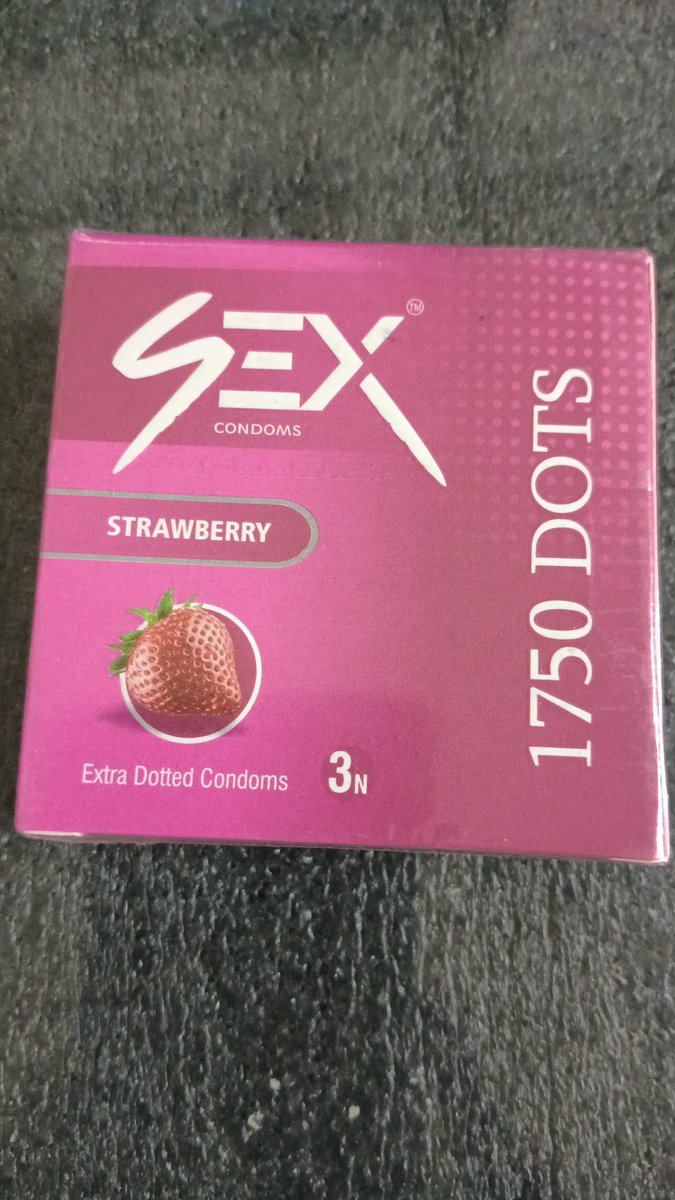 SEX™
CONDOMS
STRAWBERRY
Extra Dotted Condoms
3N
1750 DOTS